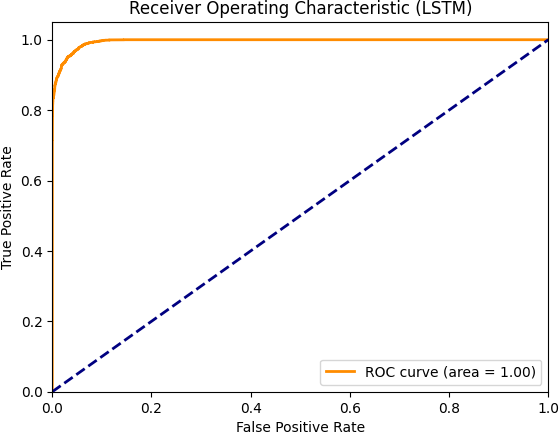 Receiver Operating Characteristic (LSTM)
True Positive Rate
1.0
0.8
0.6
0.4
0.2
0.0
0.0 0.2 0.4 0.6 0.8 1.0
False Positive Rate
ROC curve (area = 1.00)